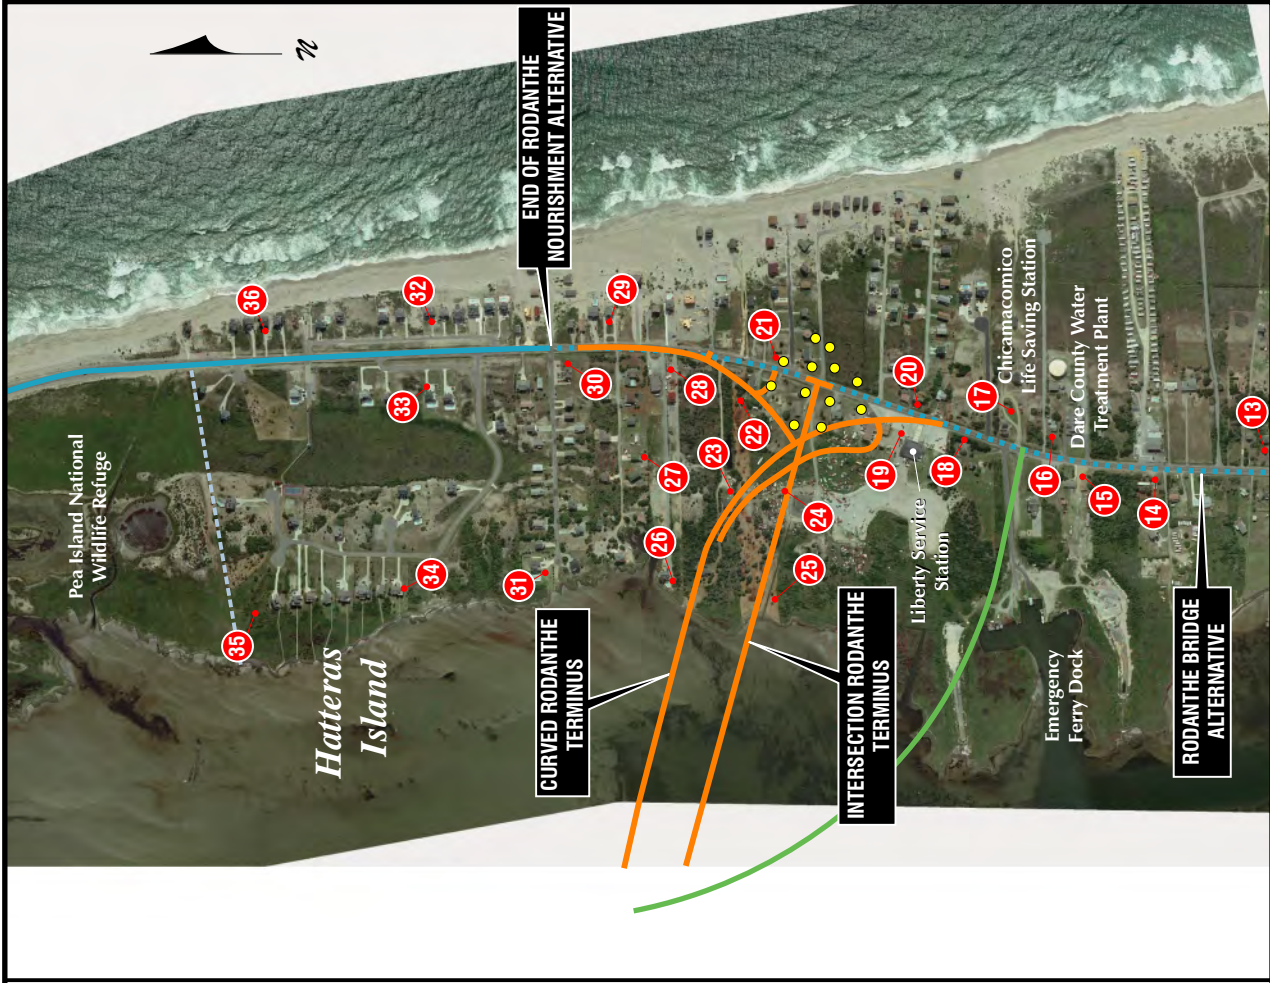 n
END OF RODANTHE
NOURISHMENT ALTERNATIVE
Pea Island National
Wildlife Refuge
36
32
29
21
Chicamacomico
Life Saving Station
33
30
28
20
17
Dare County Water
Treatment Plant
13
22
23
27
19
18
16
15
14
24
26
31
34
35
25
Liberty Service
Station
Hatteras
Island
CURVED RODANTHE
TERMINUS
INTERSECTION RODANTHE
TERMINUS
Emergency
Ferry Dock
RODANTHE BRIDGE
ALTERNATIVE